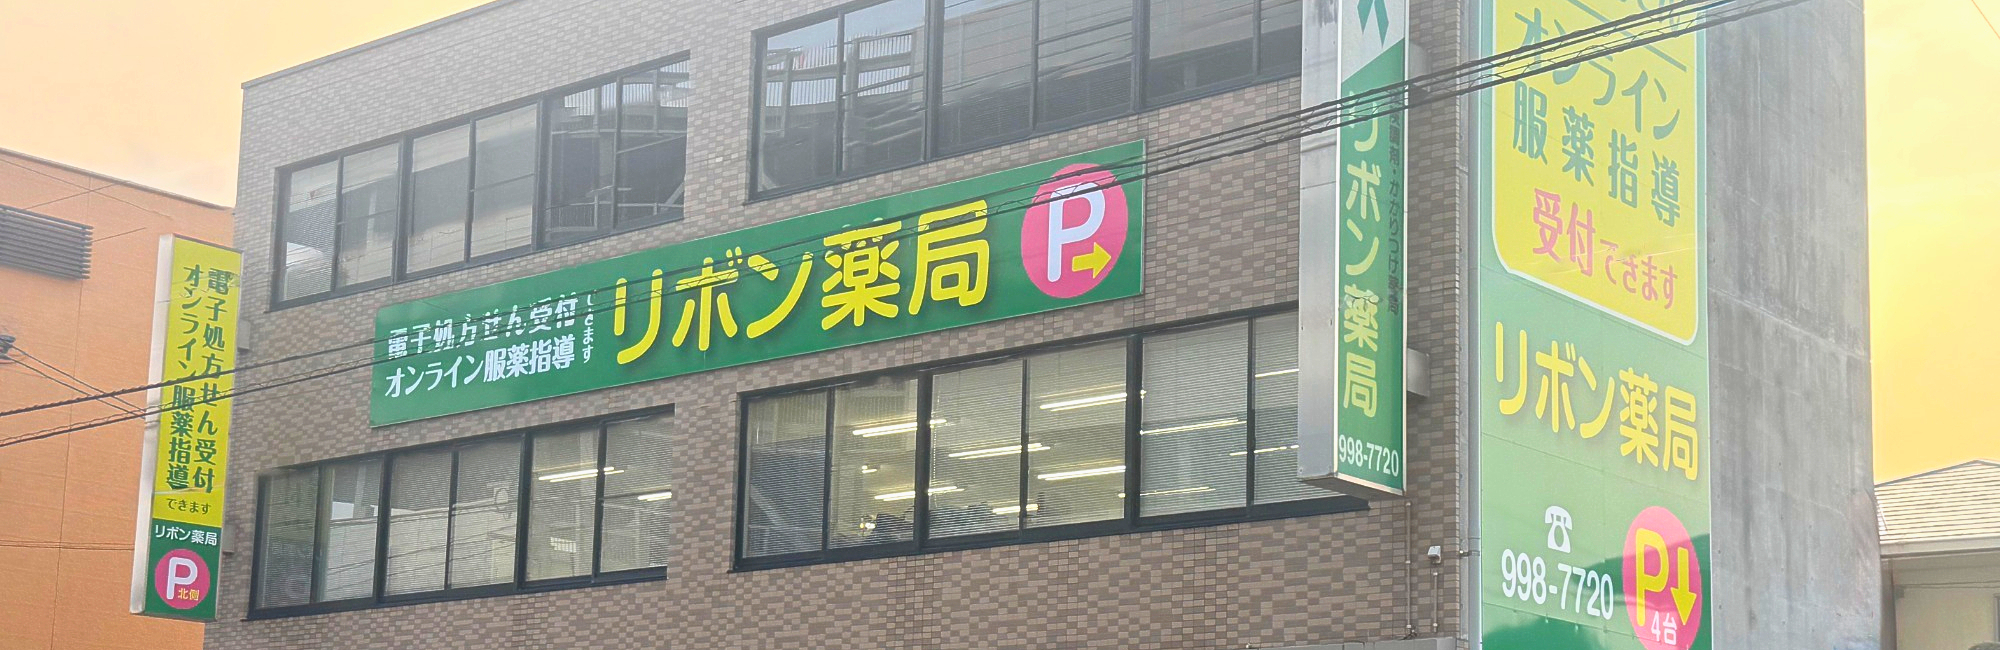 電子処方せん受付
オンライン服薬指導
できます
リボン薬局
P
北側
電子処方せん受付
オンライン服薬指導
できます
リボン薬局
P
リボン薬局
998-7720
オンライン
服薬指導
受付できます
リボン薬局
998-7720
P
4台